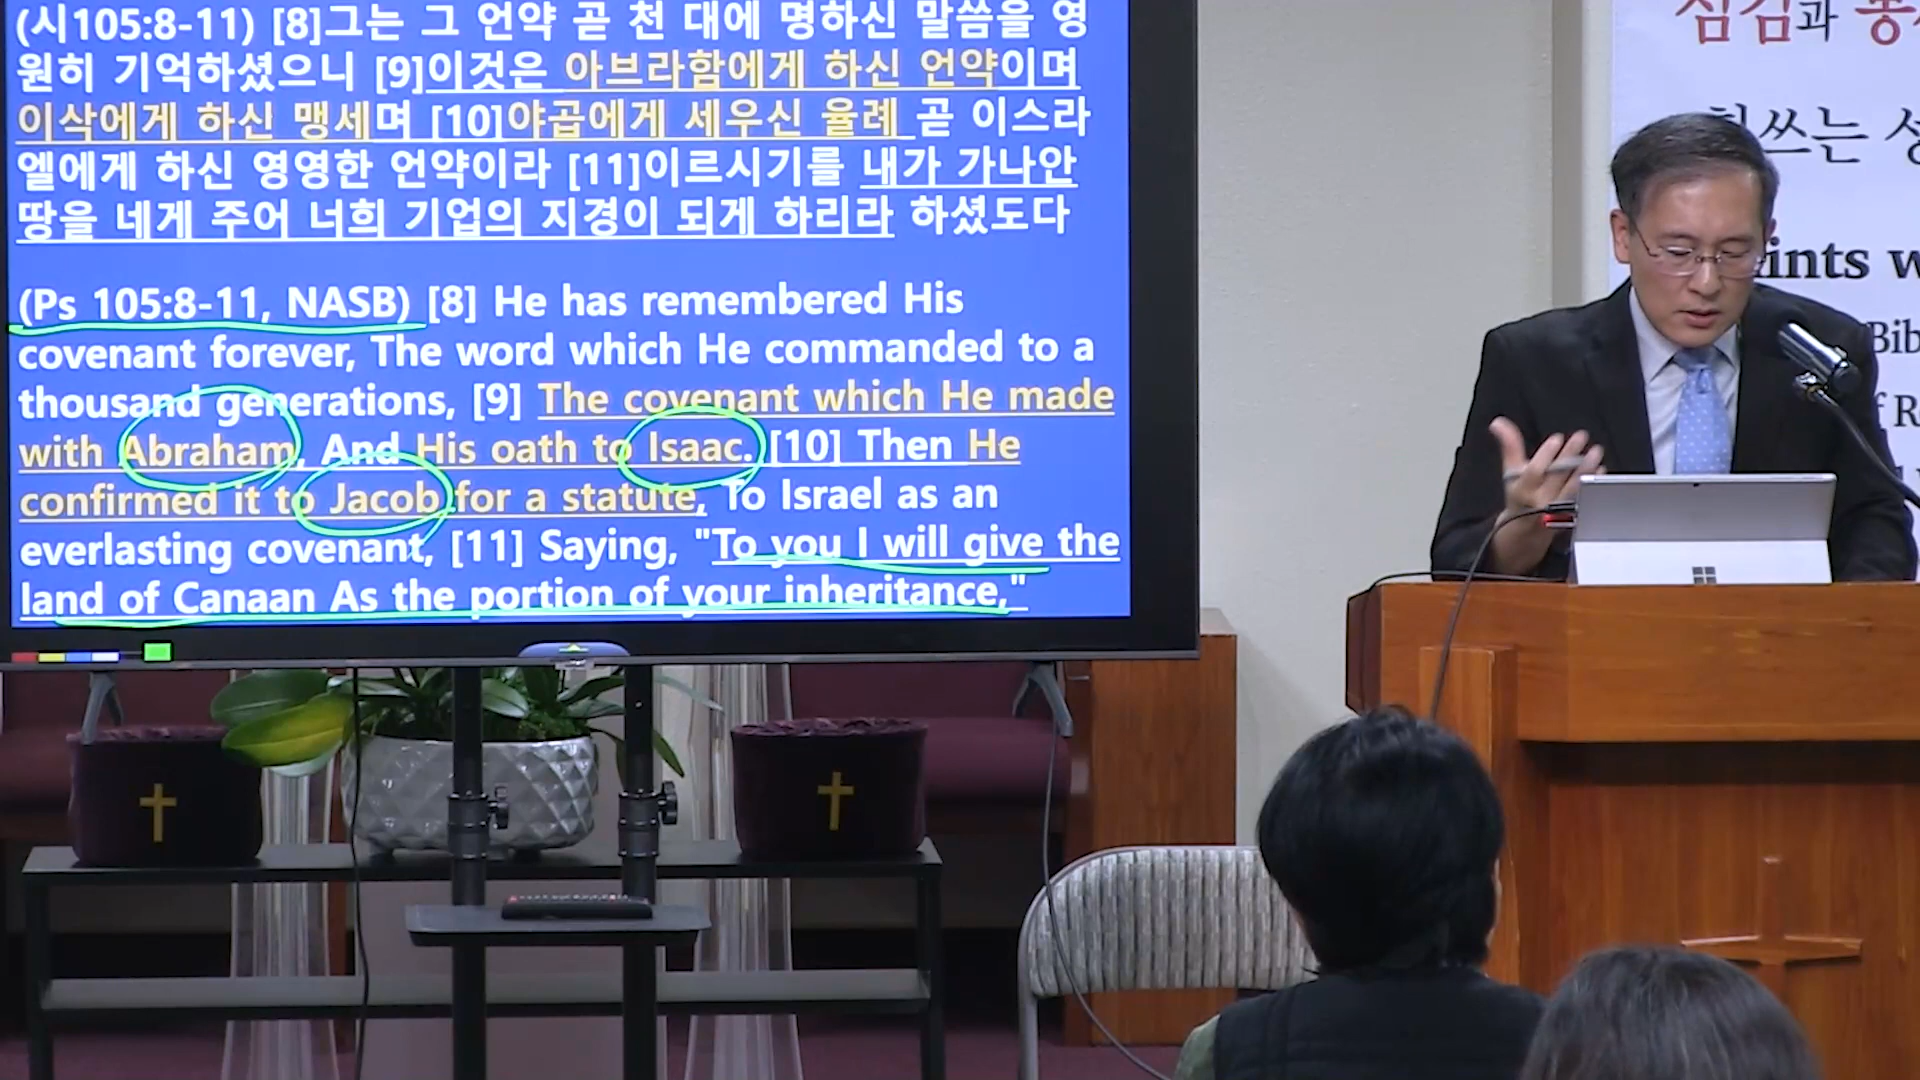 (시105:8-11) [8]그는 그 언약 곧 천 대에 명하신 말씀을 영
원히 기억하셨으니 [9]이것은 아브라함에게 하신 언약이며
이삭에게 하신 맹세며 [10]야곱에게 세우신 율례 곧 이스라
엘에게 하신 영영한 언약이라 [11]이르시기를 내가 가나안
땅을 네게 주어 너희 기업의 지경이 되게 하리라 하셨도다
(Ps 105:8-11, NASB) [8] He has remembered His
covenant forever, The word which He commanded to a
thousand generations, [9] The covenant which He made
with Abraham, And His oath to Isaac. [10] Then He
confirmed it to Jacob for a statute, To Israel as an
everlasting covenant, [11] Saying, "To you I will give the
land of Canaan As the portion of your inheritance,"
섬김과
쓰는
ints
Bib
f R